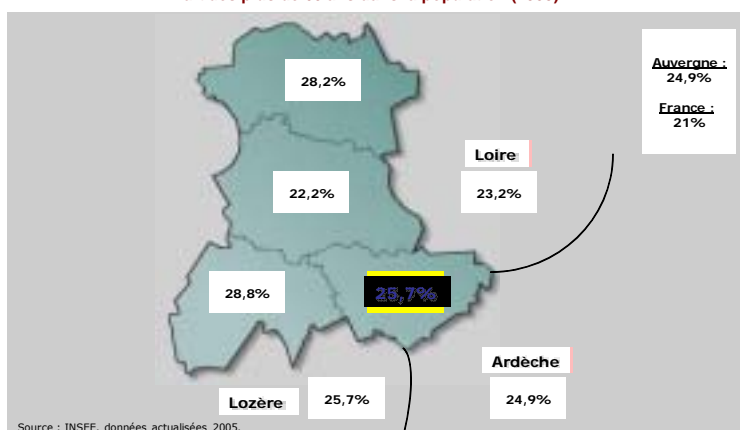 28,2%
Auvergne :
24,9%
France :
21%
Loire
23,2%
22,2%
28,8%
25,7%
Ardèche
24,9%
Lozère
25,7%
Source : INSEE, données actualisées 2005.